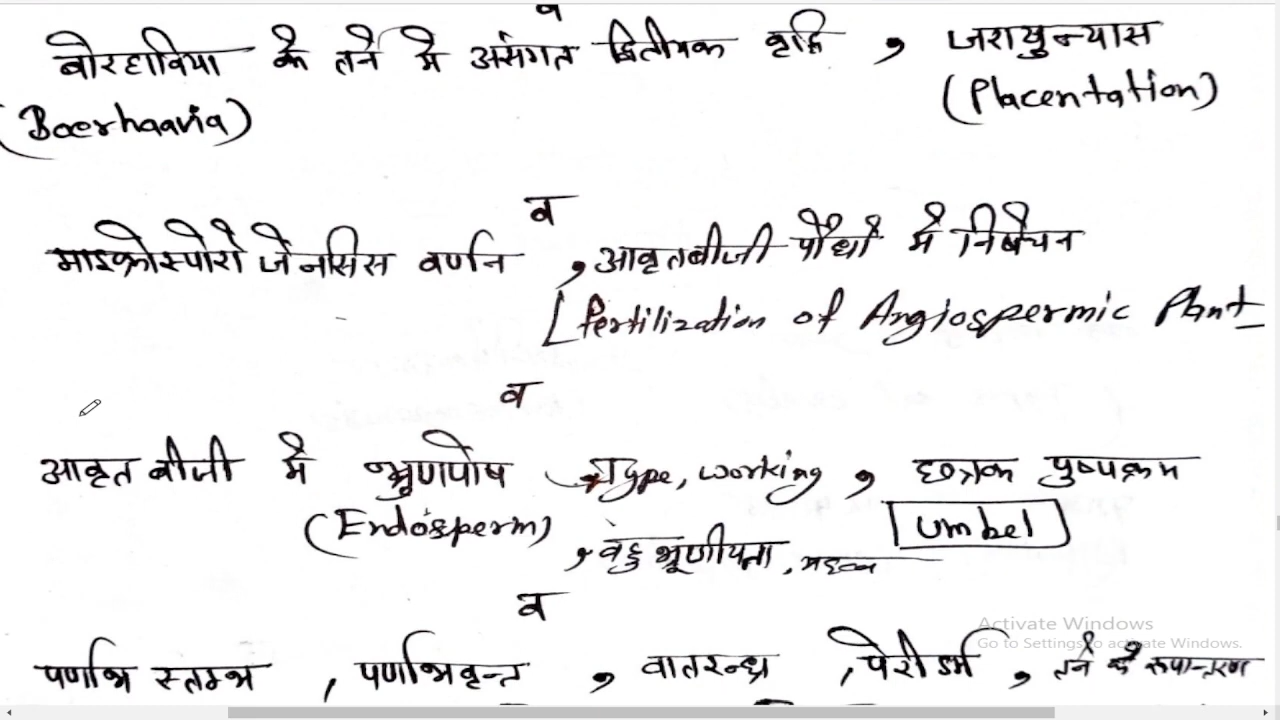 व
बोरहाविया के तने मे असंगत द्वितीयक वृद्धि , जरायुन्यास
(Boerhaavia) (Placentation)
व
माइक्रोस्पोरोजेनसिस वर्णन , आवृतबीजी पौधों मे निषेचन
[fertilization of Angiospermic Plant
व
आवृतबीजी मे भ्रुणपोष Type, working , छत्रक पुष्पक्रम
(Endosperm) Umbel
, बहुभ्रूणीयता , महत्व
व
Activate Windows
Go to Settings to activate Windows.
पर्णाभ स्तम्भ , पर्णाभवृन्त , वातरन्ध्र , पेरीडर्म , तने के रूपान्तरण